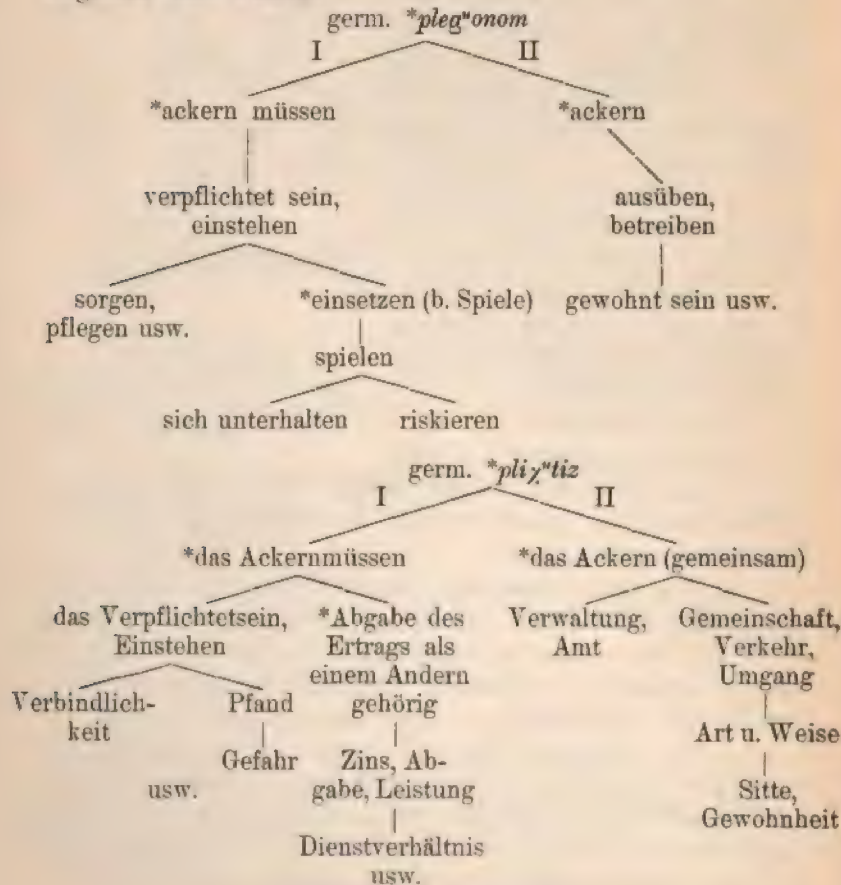 germ. *plegᵘonom
I II
*ackern müssen *ackern
verpflichtet sein, ausüben,
einstehen betreiben
sorgen, *einsetzen (b. Spiele) gewohnt sein usw.
pflegen usw.
spielen
sich unterhalten riskieren
germ. *pliχᵘtiz
I II
*das Ackernmüssen *das Ackern (gemeinsam)
das Verpflichtetsein, *Abgabe des Verwaltung, Gemeinschaft,
Einstehen Ertrags als Amt Verkehr,
einem Andern Umgang
Verbindlich- Pfand gehörig
keit Art u. Weise
Gefahr Zins, Ab-
usw. gabe, Leistung Sitte,
Gewohnheit
Dienstverhältnis
usw.